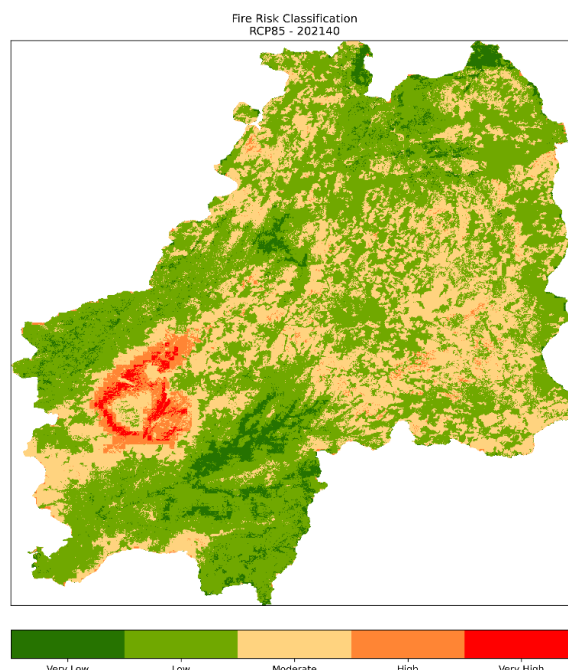 Fire Risk Classification
RCP85 - 202140
Very Low Low Moderate High Very High